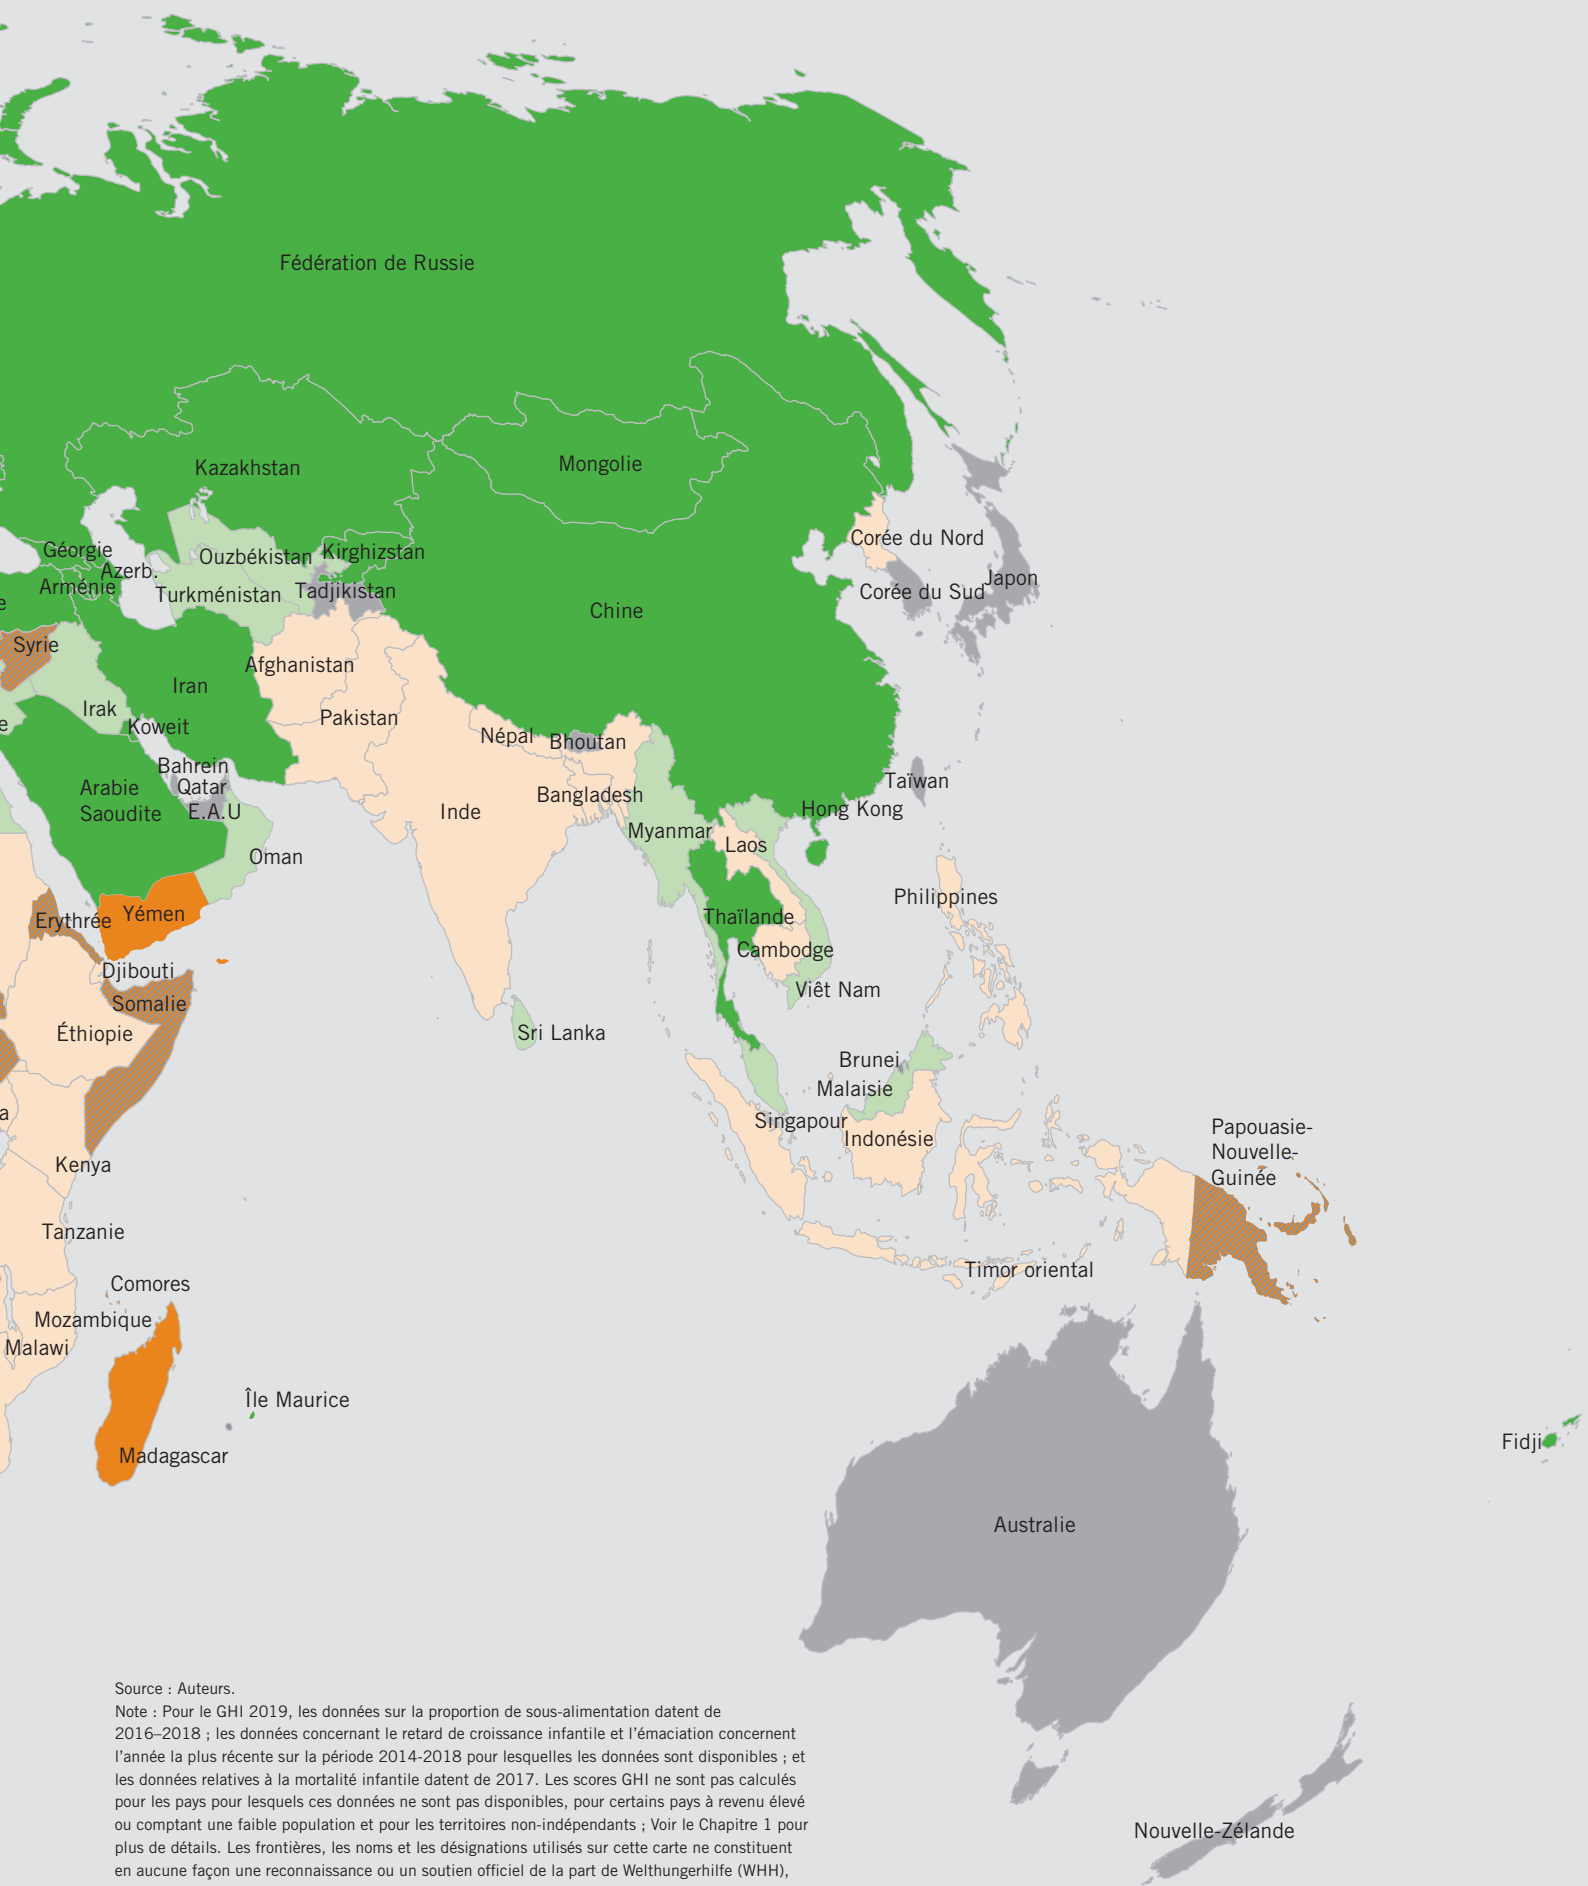 Fédération de Russie
Kazakhstan
Mongolie
Géorgie
Azerb.
Arménie
Ouzbékistan
Kirghizstan
Turkménistan
Tadjikistan
Corée du Nord
Corée du Sud
Japon
Chine
e
Syrie
Afghanistan
Iran
Irak
e
Koweit
Pakistan
Népal
Bhoutan
Bahrein
Qatar
E.A.U
Arabie
Saoudite
Inde
Bangladesh
Taïwan
Hong Kong
Myanmar
Laos
Oman
Philippines
Erythrée
Yémen
Thaïlande
Cambodge
Djibouti
Somalie
Viêt Nam
Éthiopie
Sri Lanka
Brunei
Malaisie
a
Singapour
Indonésie
Papouasie-
Nouvelle-
Guinée
Kenya
Tanzanie
Timor oriental
Comores
Mozambique
Malawi
Île Maurice
Madagascar
Fidji
Australie
Nouvelle-Zélande
Source : Auteurs.
Note : Pour le GHI 2019, les données sur la proportion de sous-alimentation datent de
2016–2018 ; les données concernant le retard de croissance infantile et l'émaciation concernent
l'année la plus récente sur la période 2014-2018 pour lesquelles les données sont disponibles ; et
les données relatives à la mortalité infantile datent de 2017. Les scores GHI ne sont pas calculés
pour les pays pour lesquels ces données ne sont pas disponibles, pour certains pays à revenu élevé
ou comptant une faible population et pour les territoires non-indépendants ; Voir le Chapitre 1 pour
plus de détails. Les frontières, les noms et les désignations utilisés sur cette carte ne constituent
en aucune façon une reconnaissance ou un soutien officiel de la part de Welthungerhilfe (WHH),